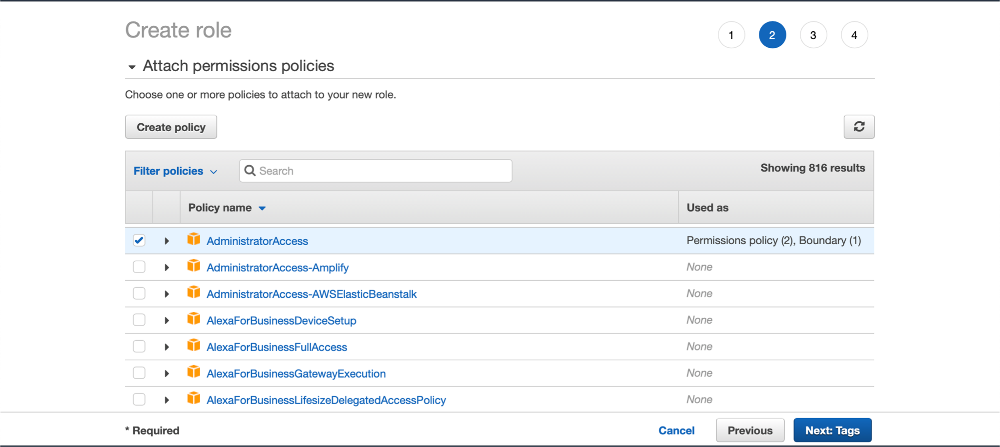 Create role
1 2 3 4
Attach permissions policies
Choose one or more policies to attach to your new role.
Create policy
Filter policies Search Showing 816 results
Policy name Used as
AdministratorAccess Permissions policy (2), Boundary (1)
AdministratorAccess-Amplify None
AdministratorAccess-AWSElasticBeanstalk None
AlexaForBusinessDeviceSetup None
AlexaForBusinessFullAccess None
AlexaForBusinessGatewayExecution None
AlexaForBusinessLifesizeDelegatedAccessPolicy None
* Required Cancel Previous Next: Tags